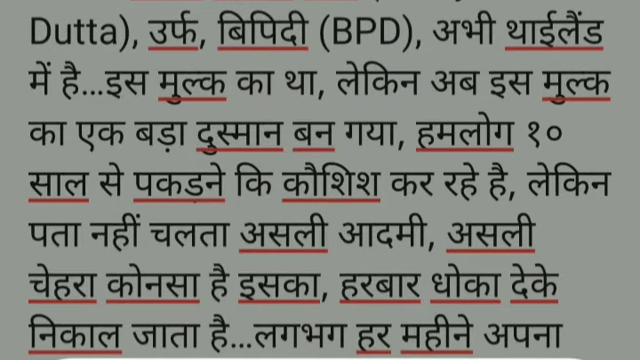 Dutta), उर्फ, बिपिदी (BPD), अभी थाईलैंड
में है...इस मुल्क का था, लेकिन अब इस मुल्क
का एक बड़ा दुस्मान बन गया, हमलोग १०
साल से पकड़ने कि कौशिश कर रहे है, लेकिन
पता नहीं चलता असली आदमी, असली
चेहरा कोनसा है इसका, हरबार धोका देके
निकाल जाता है...लगभग हर महीने अपना